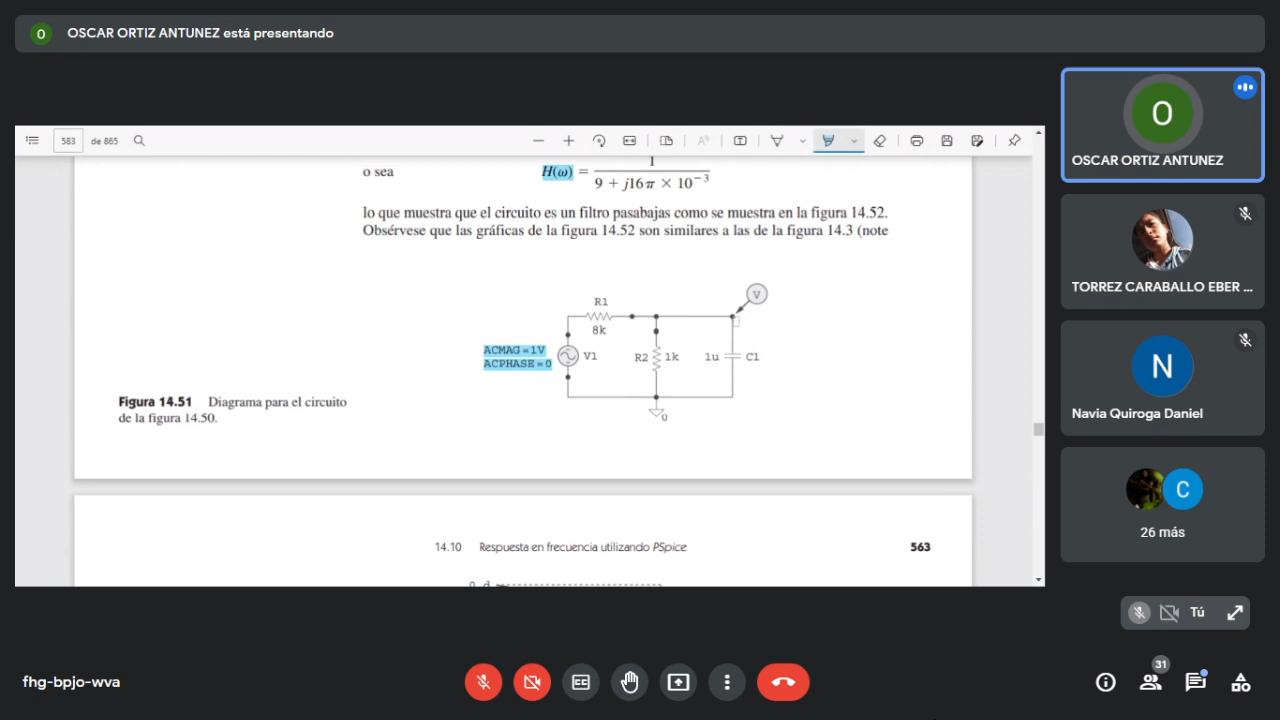 O OSCAR ORTIZ ANTUNEZ está presentando
583 de 865
o sea
H(ω) = 1 / 9 + j16π × 10⁻³
lo que muestra que el circuito es un filtro pasabajas como se muestra en la figura 14.52.
Obsérvese que las gráficas de la figura 14.52 son similares a las de la figura 14.3 (note
V
R1
8k
ACMAG=1V
ACPHASE=0
V1
R2 1k
1u C1
0
Figura 14.51 Diagrama para el circuito
de la figura 14.50.
14.10 Respuesta en frecuencia utilizando PSpice 563
0 d
O
OSCAR ORTIZ ANTUNEZ
TORREZ CARABALLO EBER ...
N
Navia Quiroga Daniel
C
26 más
Tú
fhg-bpjo-wva
31